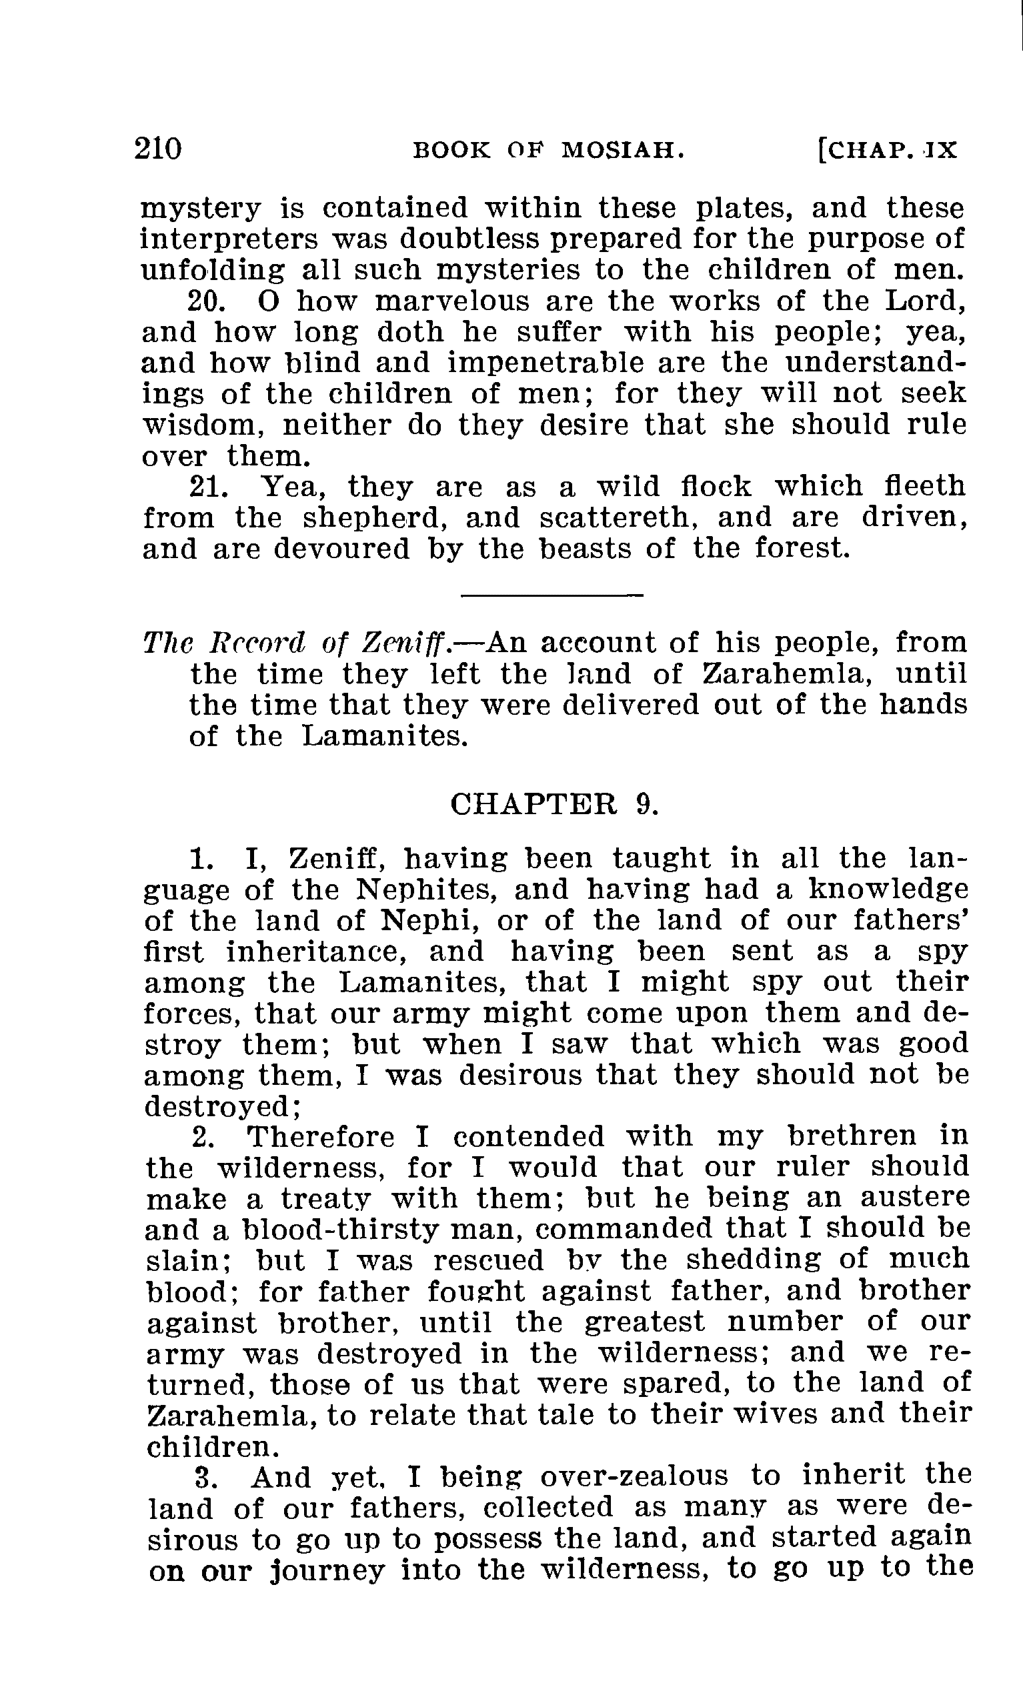 210 BOOK OF MOSIAH. [CHAP. IX
mystery is contained within these plates, and these
interpreters was doubtless prepared for the purpose of
unfolding all such mysteries to the children of men.
20. O how marvelous are the works of the Lord,
and how long doth he suffer with his people; yea,
and how blind and impenetrable are the understand-
ings of the children of men; for they will not seek
wisdom, neither do they desire that she should rule
over them.
21. Yea, they are as a wild flock which fleeth
from the shepherd, and scattereth, and are driven,
and are devoured by the beasts of the forest.
The Record of Zeniff.—An account of his people, from
the time they left the land of Zarahemla, until
the time that they were delivered out of the hands
of the Lamanites.
CHAPTER 9.
1. I, Zeniff, having been taught in all the lan-
guage of the Nephites, and having had a knowledge
of the land of Nephi, or of the land of our fathers'
first inheritance, and having been sent as a spy
among the Lamanites, that I might spy out their
forces, that our army might come upon them and de-
stroy them; but when I saw that which was good
among them, I was desirous that they should not be
destroyed;
2. Therefore I contended with my brethren in
the wilderness, for I would that our ruler should
make a treaty with them; but he being an austere
and a blood-thirsty man, commanded that I should be
slain; but I was rescued by the shedding of much
blood; for father fought against father, and brother
against brother, until the greatest number of our
army was destroyed in the wilderness; and we re-
turned, those of us that were spared, to the land of
Zarahemla, to relate that tale to their wives and their
children.
3. And yet, I being over-zealous to inherit the
land of our fathers, collected as many as were de-
sirous to go up to possess the land, and started again
on our journey into the wilderness, to go up to the